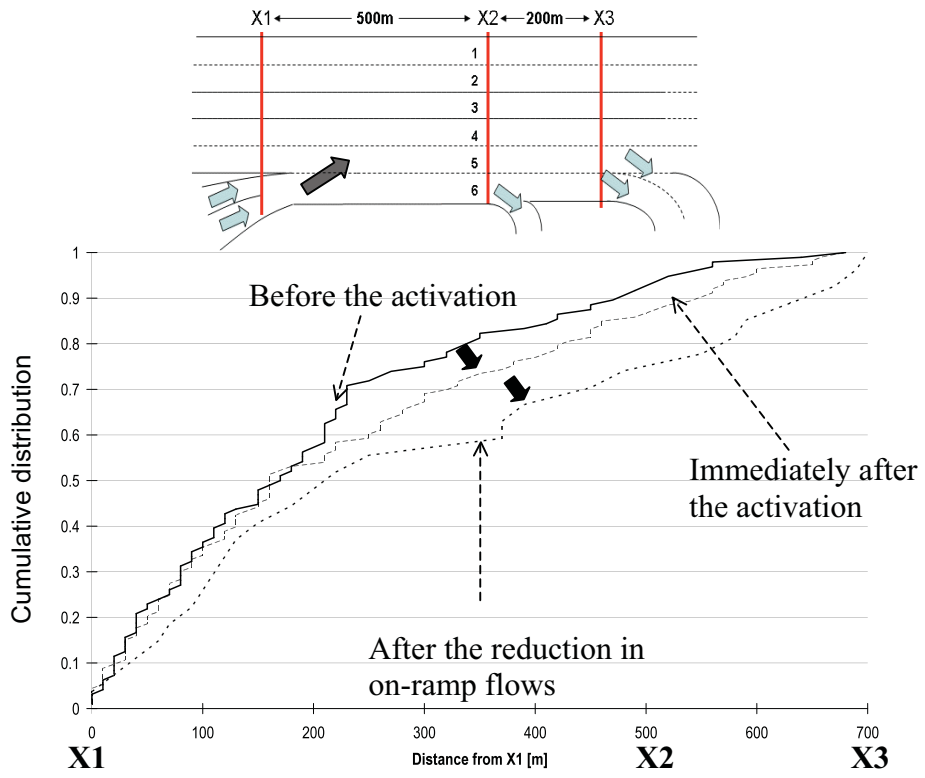 X1 500m X2 200m X3
1
2
3
4
5
6
1
0.9
0.8
0.7
0.6
0.5
0.4
0.3
0.2
0.1
0
Cumulative distribution
Before the activation
Immediately after
the activation
After the reduction in
on-ramp flows
0 100 200 300 400 500 600 700
X1 Distance from X1 [m] X2 X3